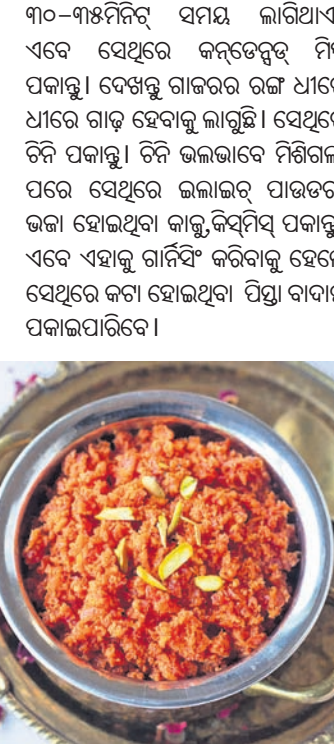 ୩୦-୩୫ମିନିଟ୍ ସମୟ ଲାଗିଥାଏ
ଏବେ ସେଥିରେ କନ୍‌ଡେନ୍ସଡ୍
ପକାନ୍ତୁ। ଦେଖନ୍ତୁ ଗାଜରର ରଙ୍ଗ ଧୀରେ
ଧୀରେ ଗାଢ଼ ହେବାକୁ ଲାଗୁଛି। ସେଥିରେ
ଚିନି ପକାନ୍ତୁ। ଚିନି ଭଲଭାବେ ମିଶିଗଲା
ପରେ ସେଥିରେ ଇଲାଇଚ୍ ପାଉଡର
ଭଜା ହୋଇଥିବା କାଜୁ,କିସ୍‌ମିସ୍ ପକାନ୍ତୁ
ଏବେ ଏହାକୁ ଗାର୍ନିସିଂ କରିବାକୁ ହେଲେ
ସେଥିରେ କଟା ହୋଇଥିବା ପିସ୍ତା ବାଦାମ
ପକାଇପାରିବେ।